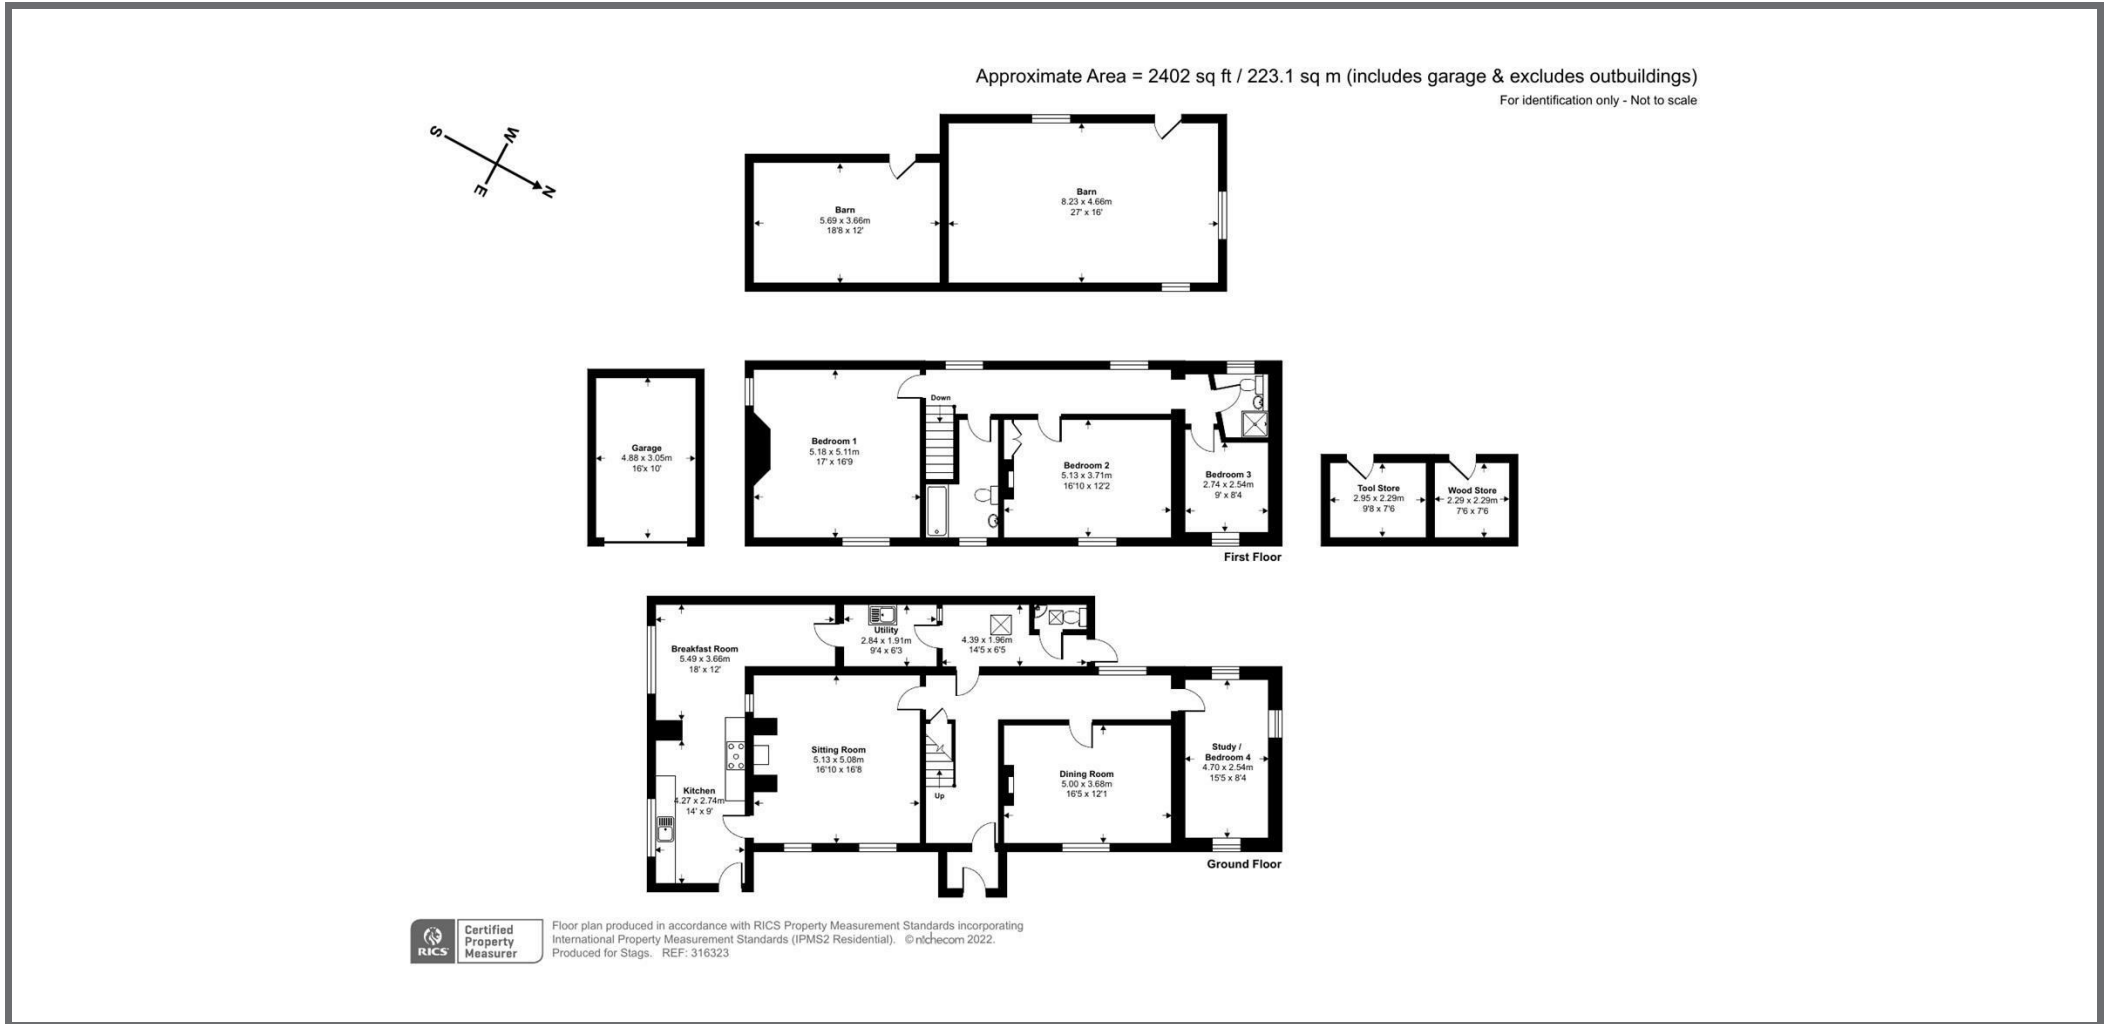 Approximate Area = 2402 sq ft / 223.1 sq m (includes garage & excludes outbuildings)
For identification only - Not to scale
S
W
E
N
Barn
5.69 x 3.66m
18'8 x 12'
Barn
8.23 x 4.66m
27' x 16'
Garage
4.88 x 3.05m
16'x 10'
Bedroom 1
5.18 x 5.11m
17' x 16'9
Down
Bedroom 2
5.13 x 3.71m
16'10 x 12'2
Bedroom 3
2.74 x 2.54m
9' x 8'4
First Floor
Tool Store
2.95 x 2.29m
9'8 x 7'6
Wood Store
2.29 x 2.29m
7'6 x 7'6
Breakfast Room
5.49 x 3.66m
18' x 12'
Utility
2.84 x 1.91m
9'4 x 6'3
4.39 x 1.96m
14'5 x 6'5
Kitchen
4.27 x 2.74m
14' x 9'
Sitting Room
5.13 x 5.08m
16'10 x 16'8
Up
Dining Room
5.00 x 3.68m
16'5 x 12'1
Study /
Bedroom 4
4.70 x 2.54m
15'5 x 8'4
Ground Floor
RICS
Certified
Property
Measurer
Floor plan produced in accordance with RICS Property Measurement Standards incorporating
International Property Measurement Standards (IPMS2 Residential). © nichecom 2022.
Produced for Stags. REF: 316323